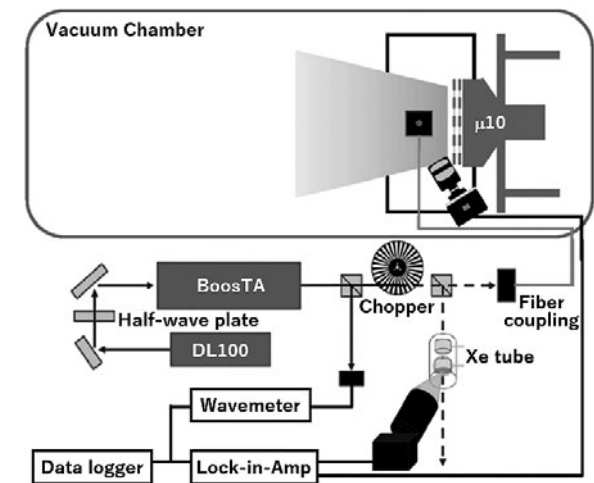 Vacuum Chamber
μ10
BoosTA
Chopper
Fiber
coupling
Half-wave plate
DL100
Xe tube
Wavemeter
Data logger
Lock-in-Amp